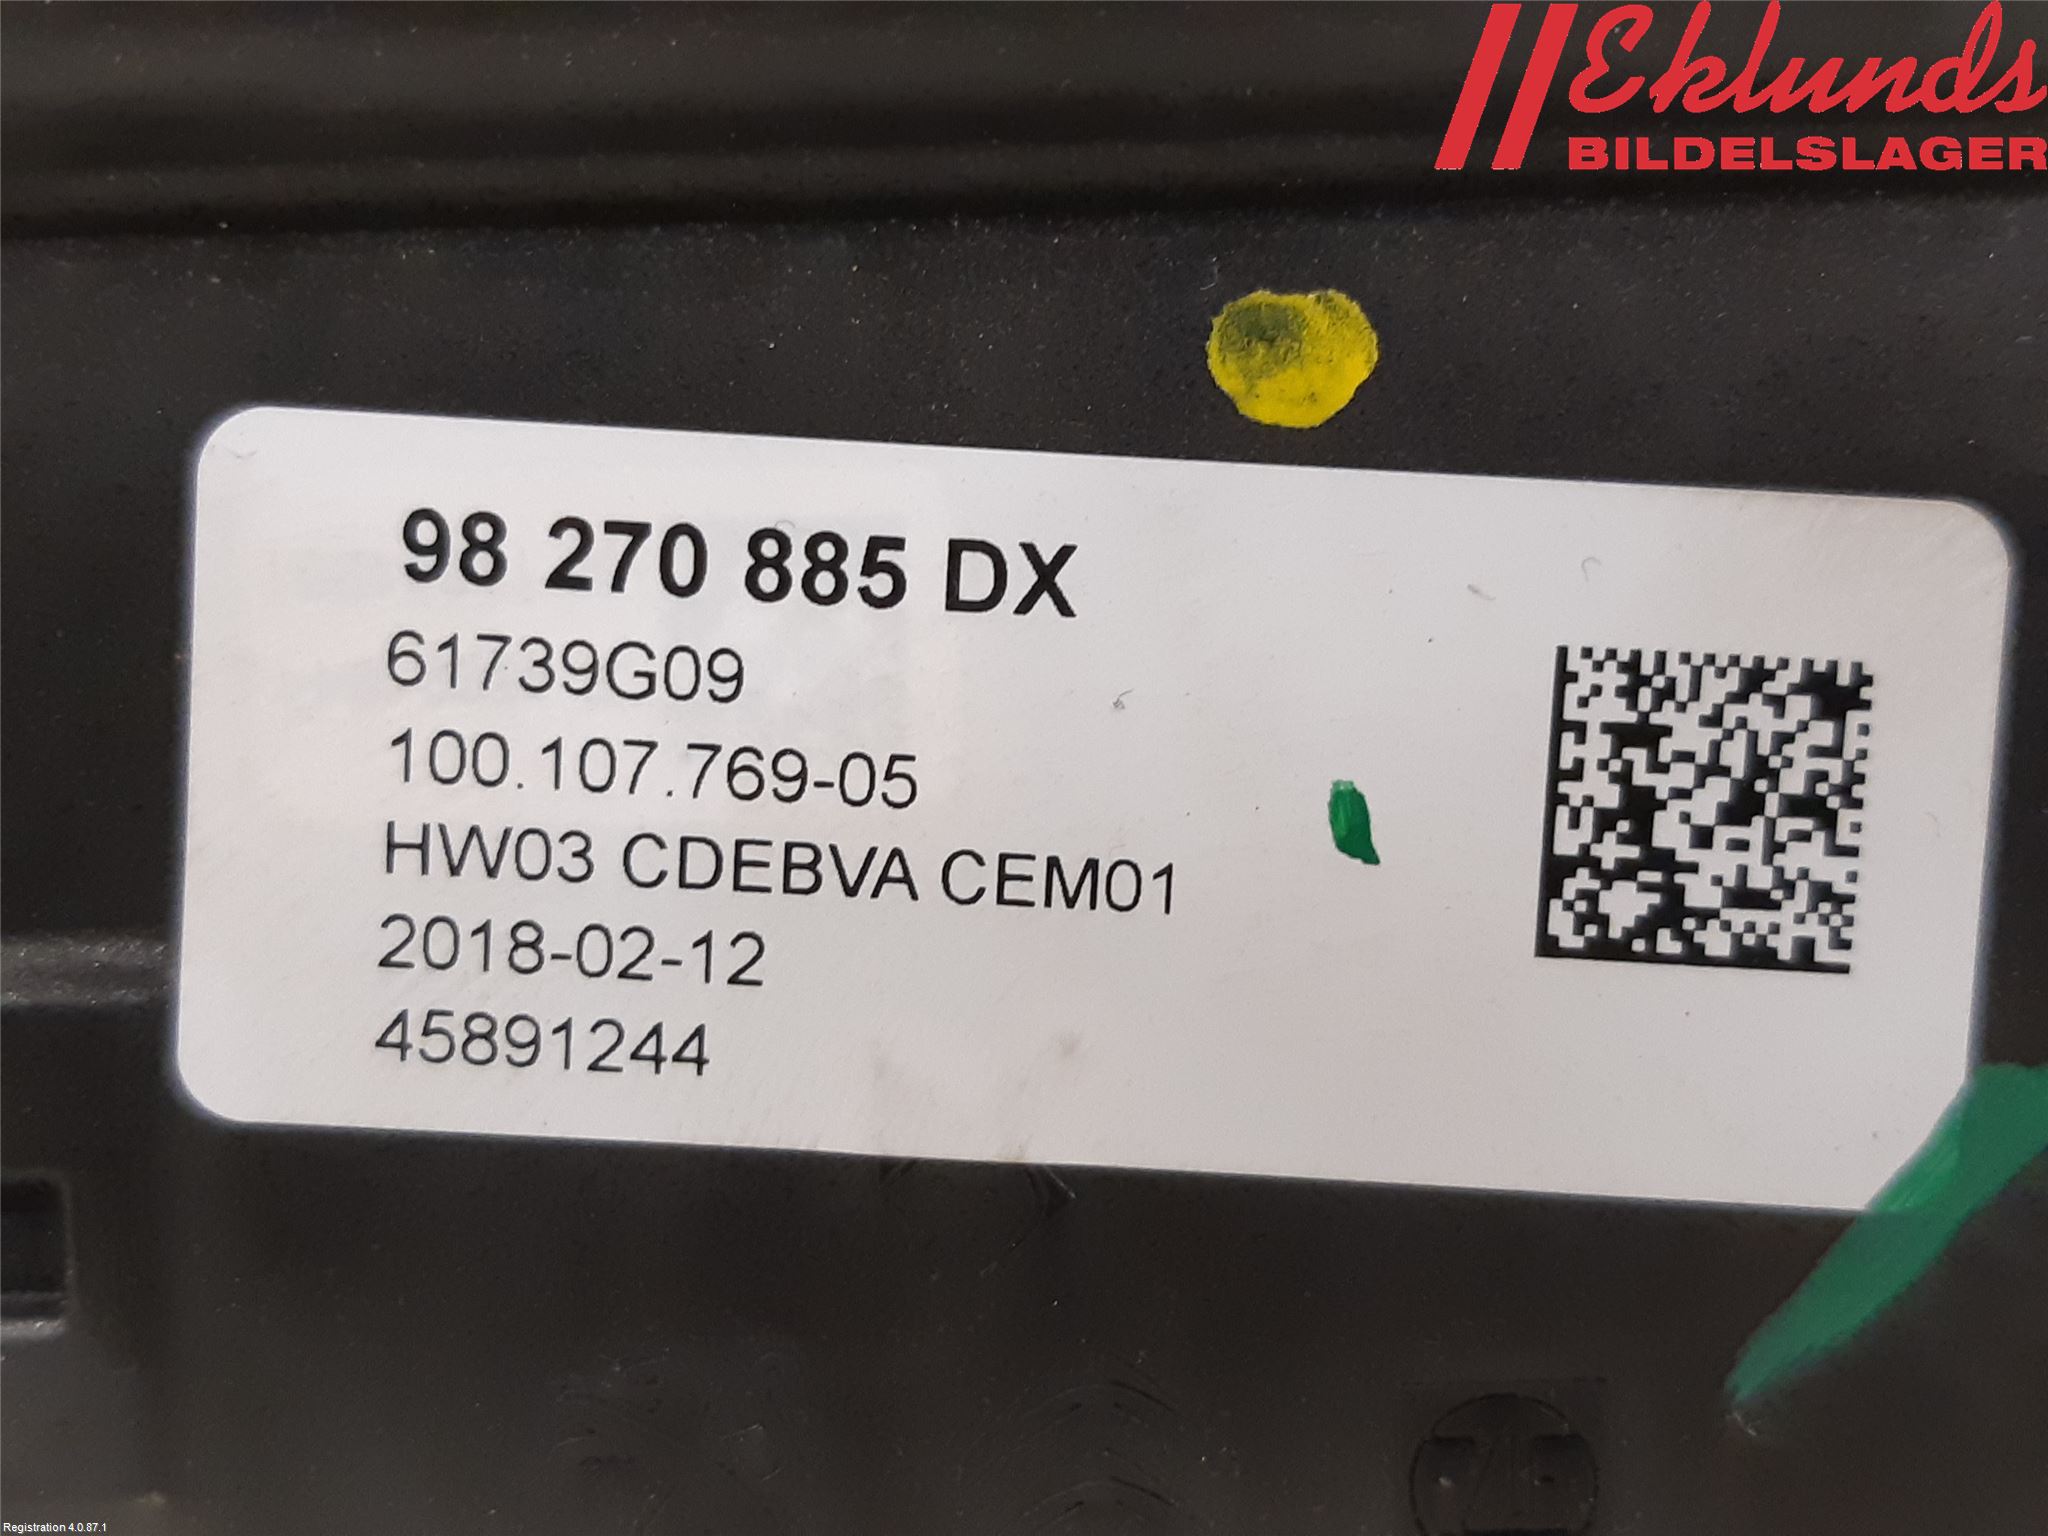 Eklunds
BILDELSLAGER
98 270 885 DX
61739G09
100.107.769-05
HW03 CDEBVA CEM01
2018-02-12
45891244
ZF
Registration 4.0.87.1